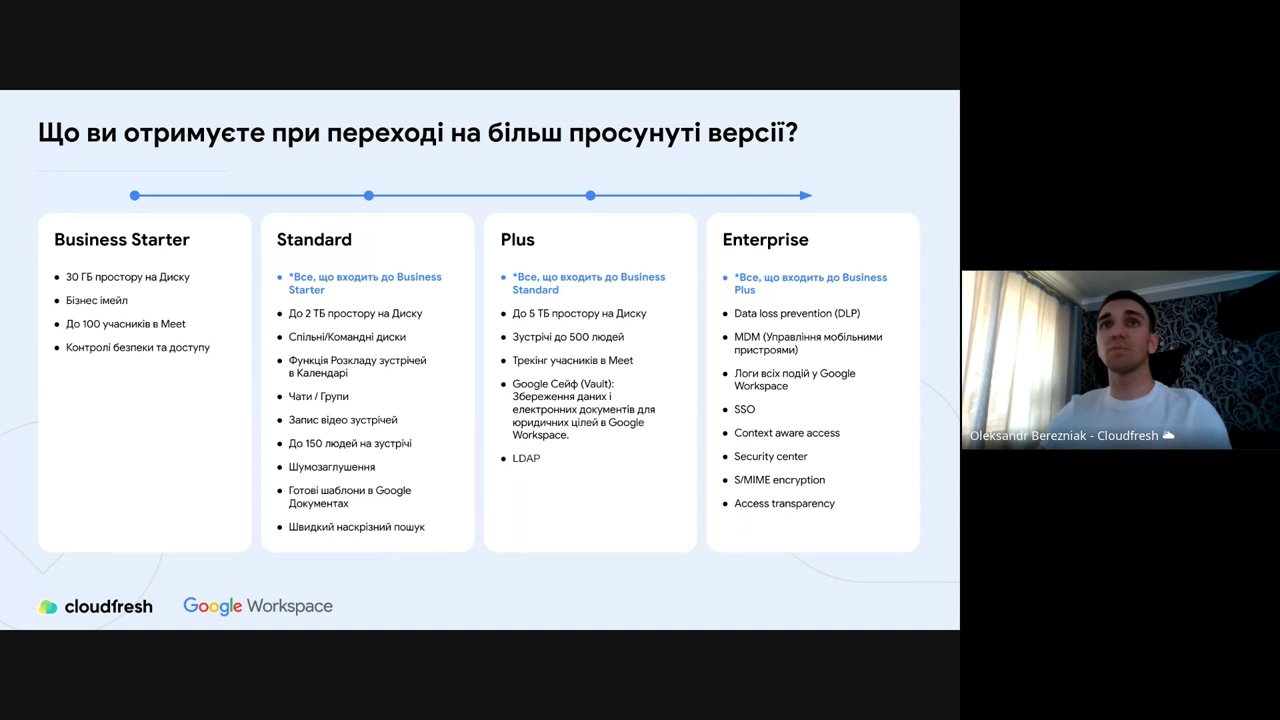 Що ви отримуєте при переході на більш просунуті версії?
Business Starter
30 ГБ простору на Диску
Бізнес імейл
До 100 учасників в Meet
Контролі безпеки та доступу
Standard
*Все, що входить до Business
Starter
До 2 ТБ простору на Диску
Спільні/Командні диски
Функція Розкладу зустрічей
в Календарі
Чати / Групи
Запис відео зустрічей
До 150 людей на зустрічі
Шумозаглушення
Готові шаблони в Google
Документах
Швидкий наскрізний пошук
Plus
*Все, що входить до Business
Standard
До 5 ТБ простору на Диску
Зустрічі до 500 людей
Трекінг учасників в Meet
Google Сейф (Vault):
Збереження даних і
електронних документів для
юридичних цілей в Google
Workspace.
LDAP
Enterprise
*Все, що входить до Business
Plus
Data loss prevention (DLP)
MDM (Управління мобільними
пристроями)
Логи всіх подій у Google
Workspace
SSO
Context aware access
Security center
S/MIME encryption
Access transparency
cloudfresh
Google Workspace
Oleksandr Berezniak - Cloudfresh